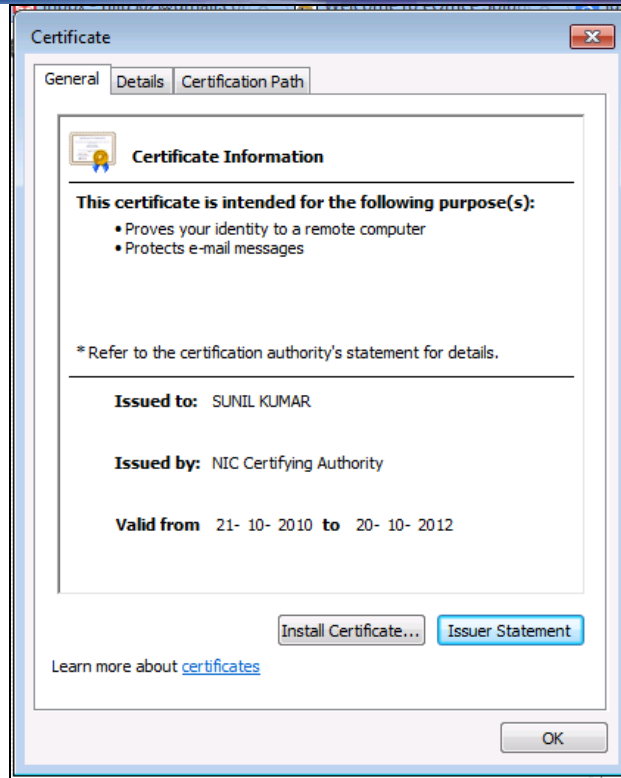 Certificate
General Details Certification Path
Certificate Information
This certificate is intended for the following purpose(s):
• Proves your identity to a remote computer
• Protects e-mail messages
* Refer to the certification authority's statement for details.
Issued to: SUNIL KUMAR
Issued by: NIC Certifying Authority
Valid from 21- 10- 2010 to 20- 10- 2012
Install Certificate... Issuer Statement
Learn more about certificates
OK